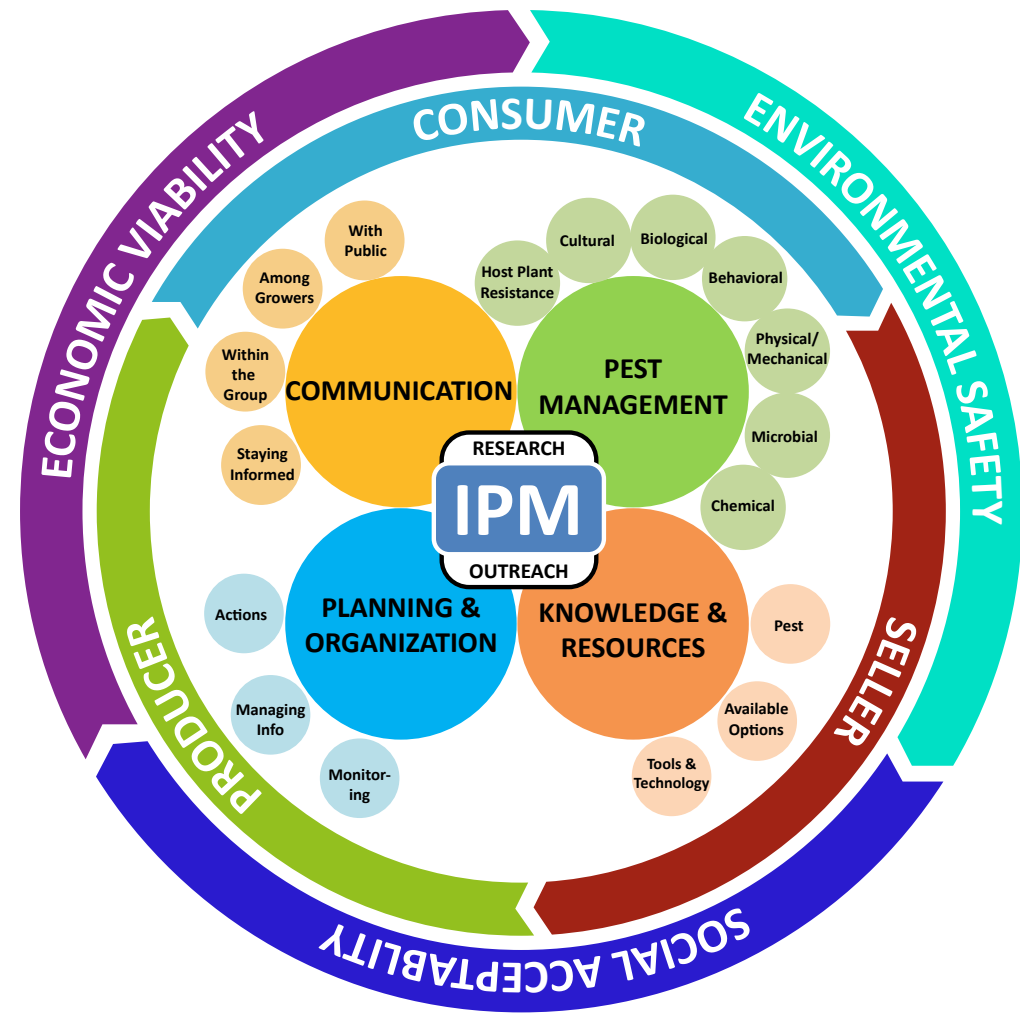 ECONOMIC VIABILITY
ENVIRONMENTAL SAFETY
SOCIAL ACCEPTABLITY
CONSUMER
SELLER
PRODUCER
With
Public
Among
Growers
Within
the
Group
Staying
Informed
COMMUNICATION
Host Plant
Resistance
Cultural
Biological
Behavioral
Physical/
Mechanical
Microbial
Chemical
PEST
MANAGEMENT
RESEARCH
IPM
OUTREACH
PLANNING &
ORGANIZATION
Actions
Managing
Info
Monitor-
ing
KNOWLEDGE &
RESOURCES
Pest
Available
Options
Tools &
Technology